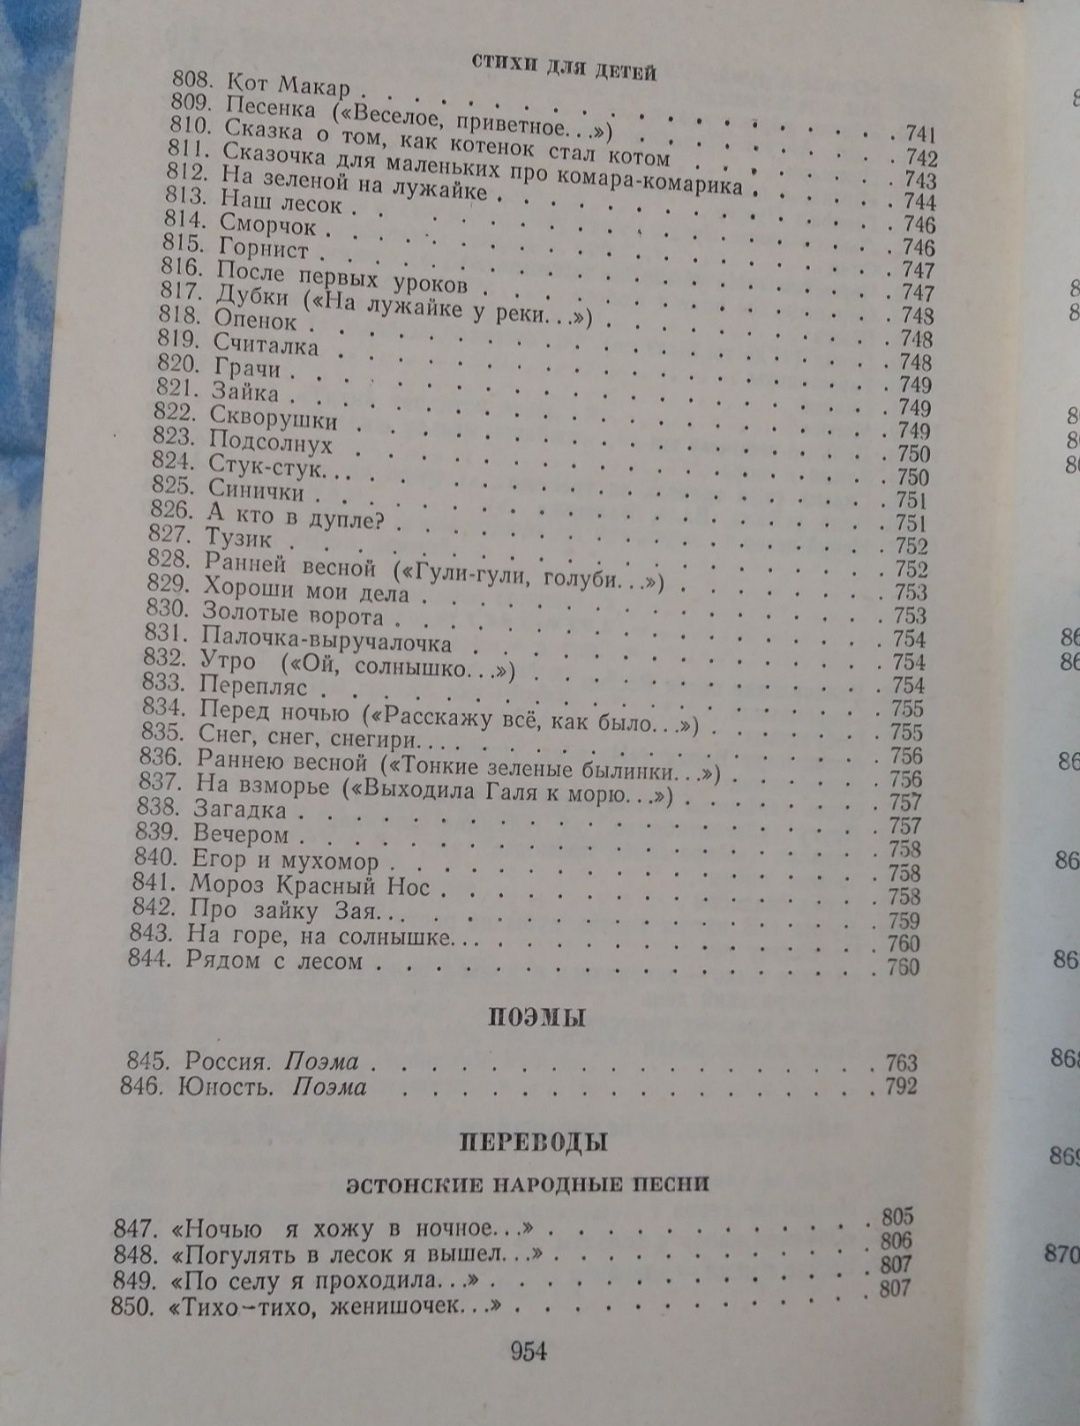 СТИХИ ДЛЯ ДЕТЕЙ
808. Кот Макар . . . . . . . . . . 741
809. Песенка («Веселое, приветное...») . . . . . . . . . . 742
810. Сказка о том, как котенок стал котом . . . . . . . . . . 743
811. Сказочка для маленьких про комара-комарика . . . . . . . . . . 744
812. На зеленой на лужайке . . . . . . . . . . 746
813. Наш лесок . . . . . . . . . . 746
814. Сморчок . . . . . . . . . . 747
815. Горнист . . . . . . . . . . 747
816. После первых уроков . . . . . . . . . . 748
817. Дубки («На лужайке у реки...») . . . . . . . . . . 748
818. Опенок . . . . . . . . . . 748
819. Считалка . . . . . . . . . . 749
820. Грачи . . . . . . . . . . 749
821. Зайка . . . . . . . . . . 749
822. Скворушки . . . . . . . . . . 750
823. Подсолнух . . . . . . . . . . 750
824. Стук-стук... . . . . . . . . . . 751
825. Синички . . . . . . . . . . 751
826. А кто в дупле? . . . . . . . . . . 752
827. Тузик . . . . . . . . . . 752
828. Ранней весной («Гули-гули, голуби...») . . . . . . . . . . 753
829. Хороши мои дела . . . . . . . . . . 753
830. Золотые ворота . . . . . . . . . . 754
831. Палочка-выручалочка . . . . . . . . . . 754
832. Утро («Ой, солнышко...») . . . . . . . . . . 754
833. Перепляс . . . . . . . . . . 755
834. Перед ночью («Расскажу всё, как было...») . . . . . . . . . . 755
835. Снег, снег, снегири... . . . . . . . . . . 756
836. Раннею весной («Тонкие зеленые былинки...») . . . . . . . . . . 756
837. На взморье («Выходила Галя к морю...») . . . . . . . . . . 757
838. Загадка . . . . . . . . . . 757
839. Вечером . . . . . . . . . . 758
840. Егор и мухомор . . . . . . . . . . 758
841. Мороз Красный Нос . . . . . . . . . . 758
842. Про зайку Зая... . . . . . . . . . . 759
843. На горе, на солнышке... . . . . . . . . . . 760
844. Рядом с лесом . . . . . . . . . . 760
ПОЭМЫ
845. Россия. Поэма . . . . . . . . . . 763
846. Юность. Поэма . . . . . . . . . . 792
ПЕРЕВОДЫ
ЭСТОНСКИЕ НАРОДНЫЕ ПЕСНИ
847. «Ночью я хожу в ночное...» . . . . . . . . . . 805
848. «Погулять в лесок я вышел...» . . . . . . . . . . 806
849. «По селу я проходила...» . . . . . . . . . . 807
850. «Тихо-тихо, женишочек...» . . . . . . . . . . 807
954
870